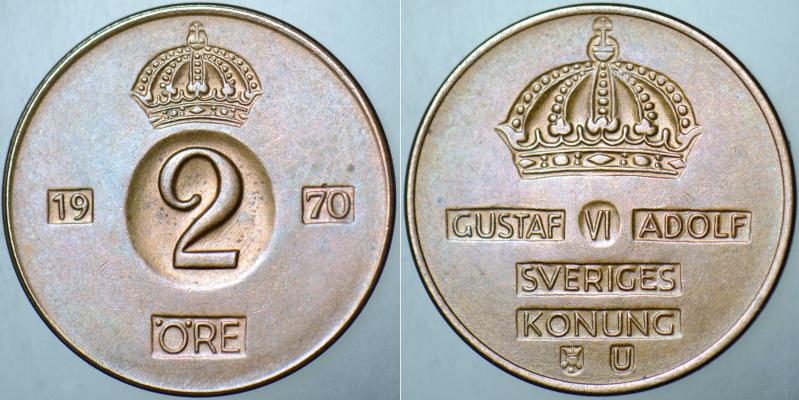 19 2 70
ÖRE
GUSTAF VI ADOLF
SVERIGES
KONUNG
U